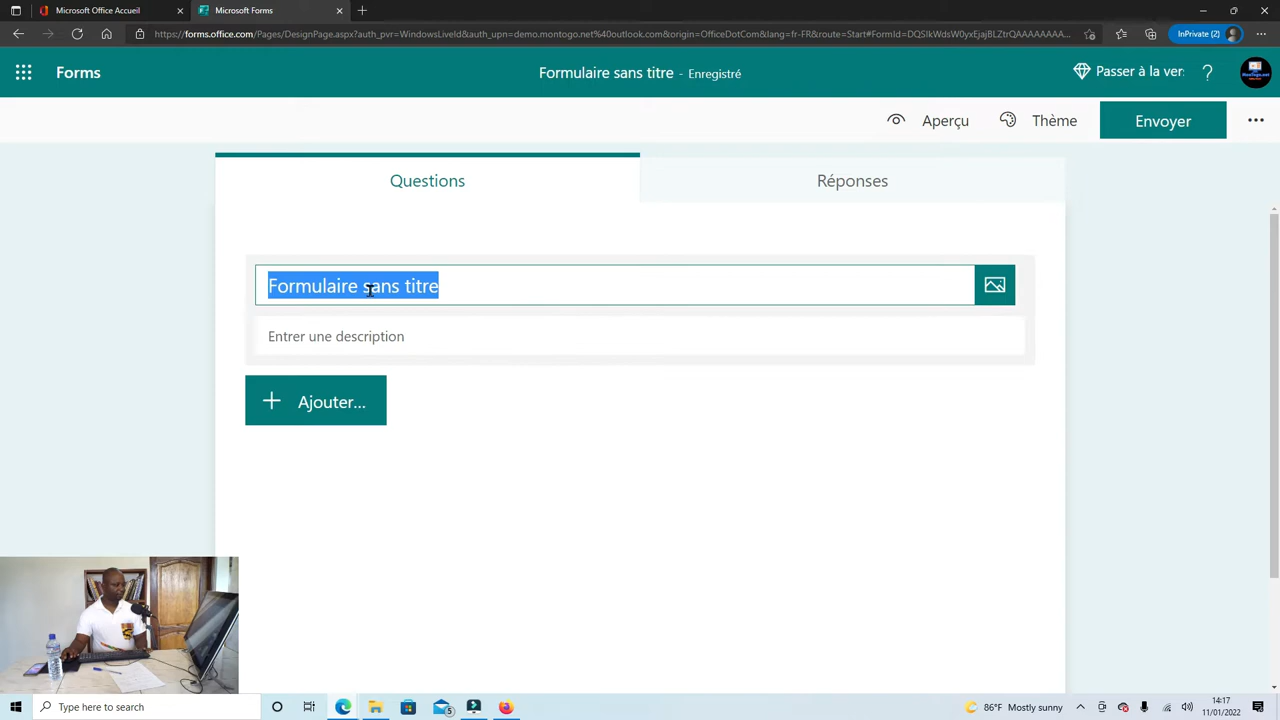 Microsoft Office Accueil
Microsoft Forms
https://forms.office.com/Pages/DesignPage.aspx?auth_pvr=WindowsLiveId&auth_upn=demo.montogo.net%40outlook.com&origin=OfficeDotCom&lang=fr-FR&route=Start#FormId=DQSIkWdsW0yxEjajBLZtrQAAAAAAAAA...
InPrivate (2)
Forms
Formulaire sans titre - Enregistré
Passer à la ver
?
Aperçu
Thème
Envoyer
Questions
Réponses
Formulaire sans titre
Entrer une description
Ajouter...
Type here to search
5
86°F Mostly sunny
14:17
11/01/2022